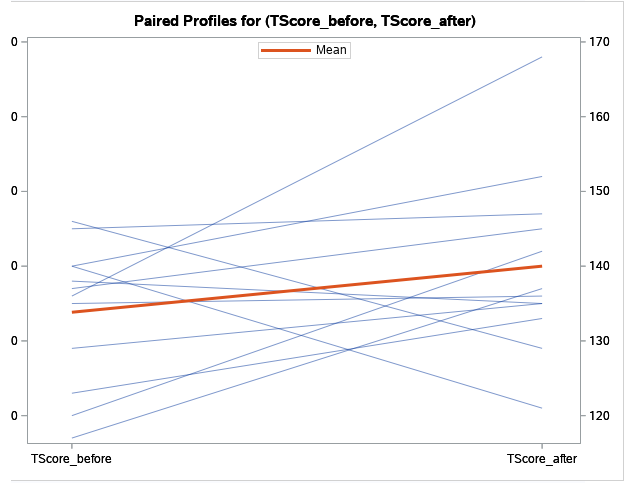 Paired Profiles for (TScore_before, TScore_after)
Mean
0 170
0 160
0 150
0 140
0 130
0 120
TScore_before TScore_after